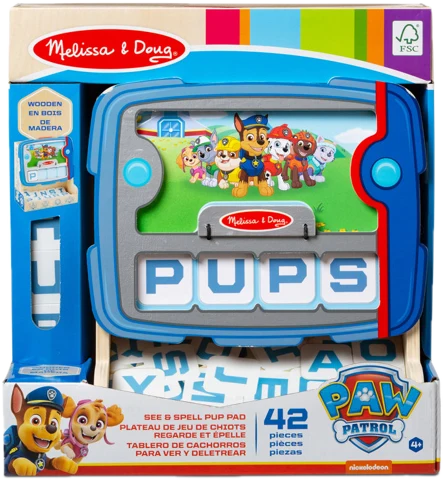 Melissa & Doug
FSC
WOODEN
EN BOIS
DE MADERA
P
Melissa & Doug
PUPS
SEE & SPELL PUP PAD
PLATEAU DE JEU DE CHIOTS
REGARDE ET ÉPELLE
TABLERO DE CACHORROS
PARA VER Y DELETREAR
42
pieces
pièces
piezas
PAW
PATROL
nickelodeon
4+